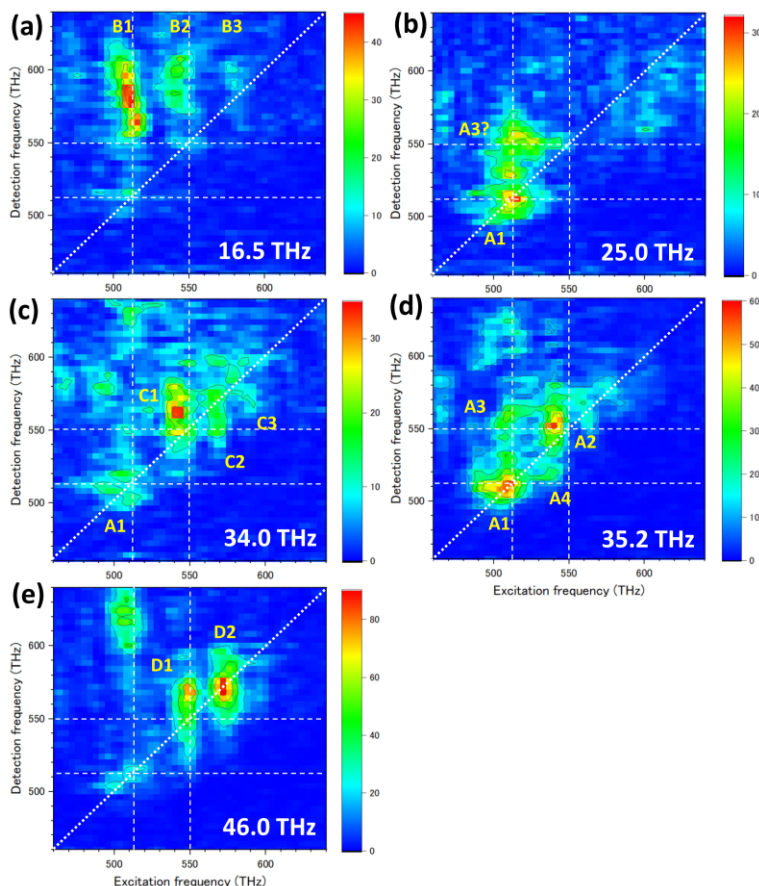 (a)
B1 B2 B3
600
550
500
Detection frequency (THz)
500 550 600
16.5 THz
40
30
20
10
0
(b)
A3?
A1
600
550
500
Detection frequency (THz)
500 550 600
25.0 THz
30
20
10
0
(c)
C1
C3
C2
A1
600
550
500
Detection frequency (THz)
500 550 600
34.0 THz
30
20
10
0
(d)
A3
A2
A4
A1
600
550
500
Detection frequency (THz)
500 550 600
Excitation frequency (THz)
35.2 THz
60
50
40
30
20
10
0
(e)
D2
D1
600
550
500
Detection frequency (THz)
500 550 600
Excitation frequency (THz)
46.0 THz
80
60
40
20
0